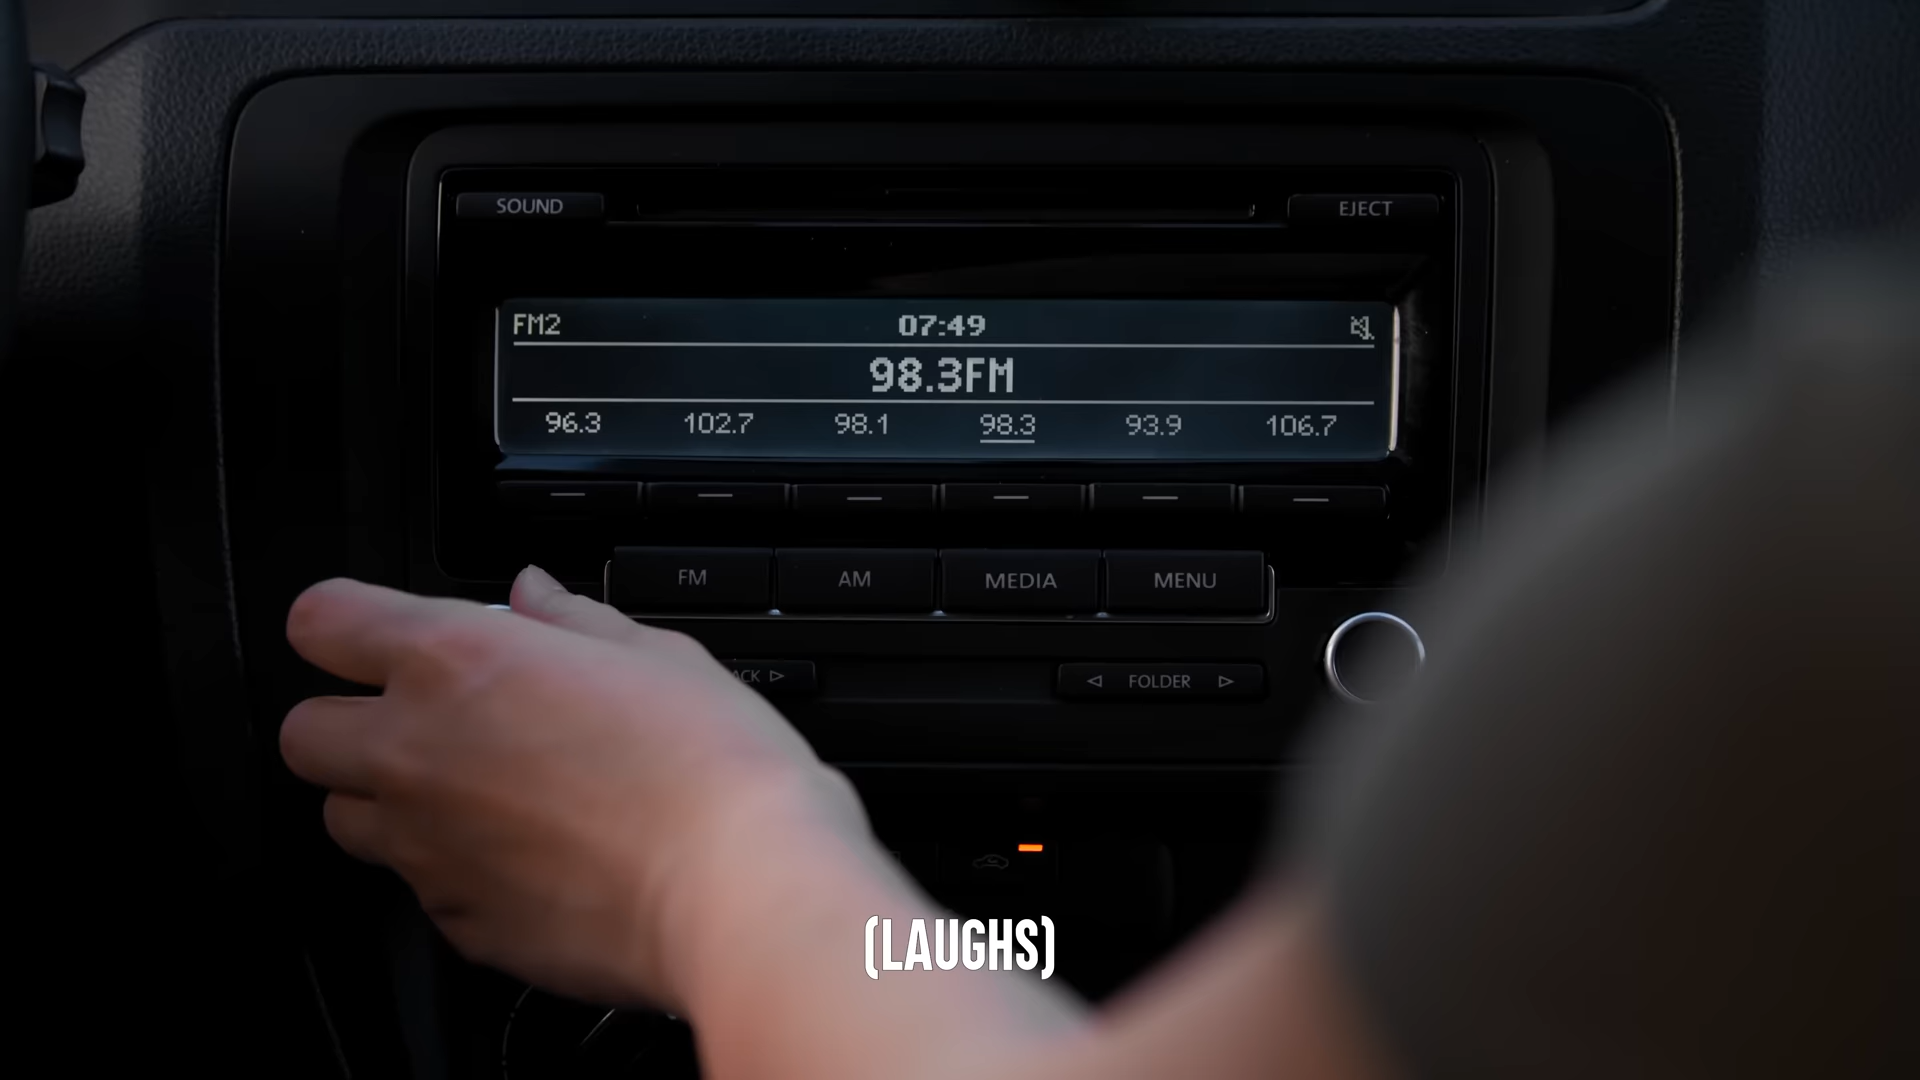 SOUND
EJECT
FM2 07:49
98.3FM
96.3 102.7 98.1 98.3 93.9 106.7
FM AM MEDIA MENU
ACK FOLDER
(LAUGHS)